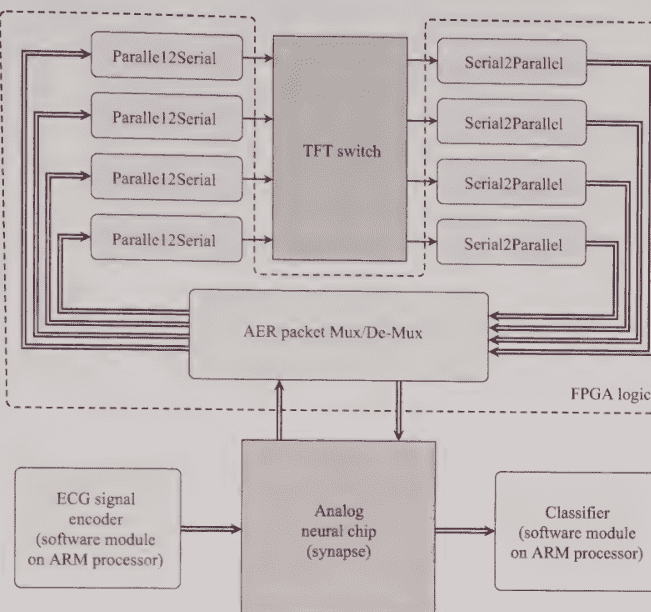 Paralle12Serial
Serial2Parallel
Paralle12Serial
Serial2Parallel
TFT switch
Paralle12Serial
Serial2Parallel
Paralle12Serial
Serial2Parallel
AER packet Mux/De-Mux
FPGA logic
ECG signal
encoder
(software module
on ARM processor)
Analog
neural chip
(synapse)
Classifier
(software module
on ARM processor)